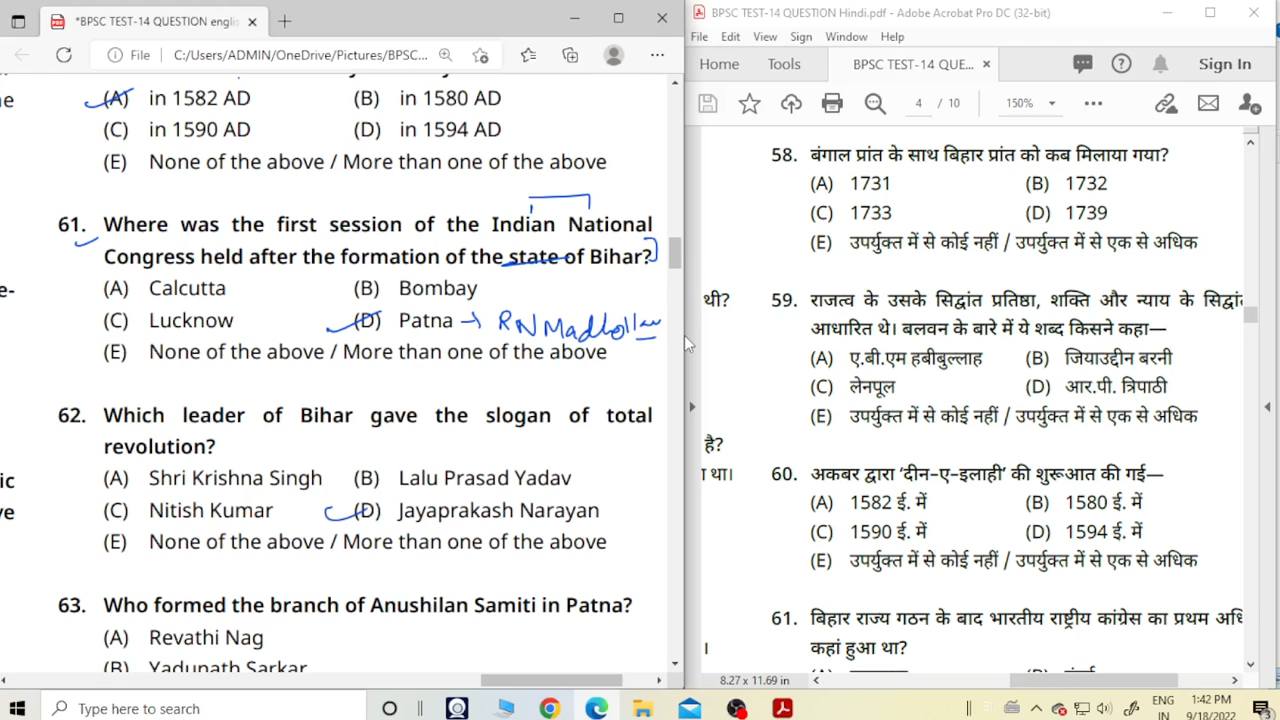 *BPSC TEST-14 QUESTION englis
BPSC TEST-14 QUESTION Hindi.pdf - Adobe Acrobat Pro DC (32-bit)
File Edit View Sign Window Help
File C:/Users/ADMIN/OneDrive/Pictures/BPSC...
Home Tools BPSC TEST-14 QUE... Sign In
4 / 10 150%
(A) in 1582 AD (B) in 1580 AD
(C) in 1590 AD (D) in 1594 AD
(E) None of the above / More than one of the above
61. Where was the first session of the Indian National
Congress held after the formation of the state of Bihar?
(A) Calcutta (B) Bombay
(C) Lucknow (D) Patna → RN Madhollaw
(E) None of the above / More than one of the above
62. Which leader of Bihar gave the slogan of total
revolution?
(A) Shri Krishna Singh (B) Lalu Prasad Yadav
(C) Nitish Kumar (D) Jayaprakash Narayan
(E) None of the above / More than one of the above
63. Who formed the branch of Anushilan Samiti in Patna?
(A) Revathi Nag
(B) Yadunath Sarkar
ne
e-
ic
ve
58. बंगाल प्रांत के साथ बिहार प्रांत को कब मिलाया गया?
(A) 1731 (B) 1732
(C) 1733 (D) 1739
(E) उपर्युक्त में से कोई नहीं / उपर्युक्त में से एक से अधिक
थी? 59. राजत्व के उसके सिद्वांत प्रतिष्ठा, शक्ति और न्याय के सिद्वां
आधारित थे। बलवन के बारे में ये शब्द किसने कहा—
(A) ए.बी.एम हबीबुल्लाह (B) जियाउद्दीन बरनी
(C) लेनपूल (D) आर.पी. त्रिपाठी
(E) उपर्युक्त में से कोई नहीं / उपर्युक्त में से एक से अधिक
है?
ा था। 60. अकबर द्वारा ‘दीन-ए-इलाही’ की शुरूआत की गई—
(A) 1582 ई. में (B) 1580 ई. में
(C) 1590 ई. में (D) 1594 ई. में
(E) उपर्युक्त में से कोई नहीं / उपर्युक्त में से एक से अधिक
61. बिहार राज्य गठन के बाद भारतीय राष्ट्रीय कांग्रेस का प्रथम अधि
। कहां हुआ था?
8.27 x 11.69 in
Type here to search
ENG 1:42 PM
IN 9/18/2022